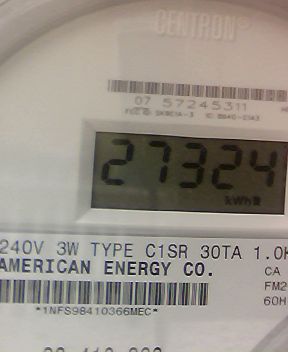 CENTRON®
07 57245311
27324
kWh
240V 3W TYPE C1SR 30TA 1.0K
AMERICAN ENERGY CO.
CA
FM2
60H
*1NFS98410366MEC*